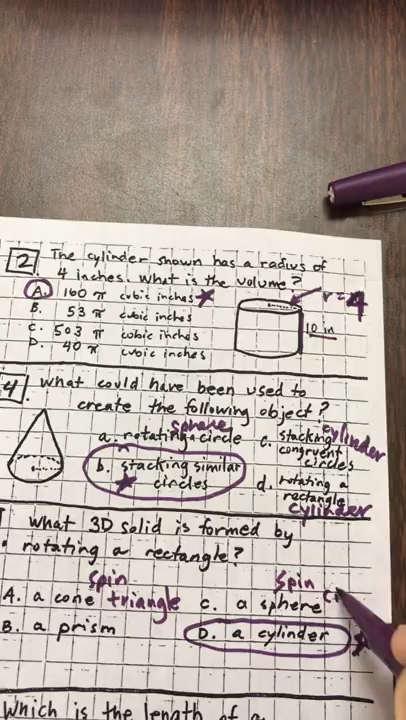 2 The cylinder shown has a radius of
4 inches. What is the volume?
A. 160 π cubic inches
B. 53 π cubic inches
C. 503 π cubic inches
D. 40 π cubic inches
r = 4
10 in
4 what could have been used to
create the following object?
sphere
a. rotating a circle
b. stacking similar
circles
cylinder
c. stacking
congruent
circles
d. rotating a
rectangle
cylinder
what 3D solid is formed by
rotating a rectangle?
spin
A. a cone triangle
B. a prism
spin
C. a sphere
D. a cylinder
Which is the length of a